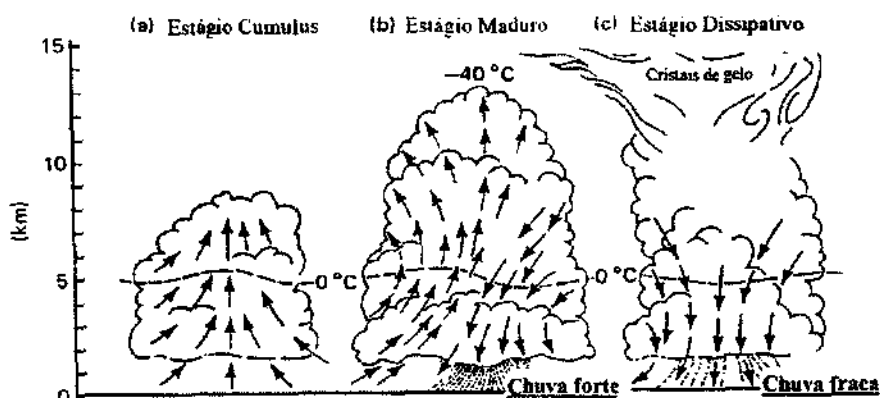 (a) Estágio Cumulus
(b) Estágio Maduro
(c) Estágio Dissipativo
15
10
5
0
(km)
−40 °C
Cristais de gelo
0 °C
0 °C
Chuva forte
Chuva fraca